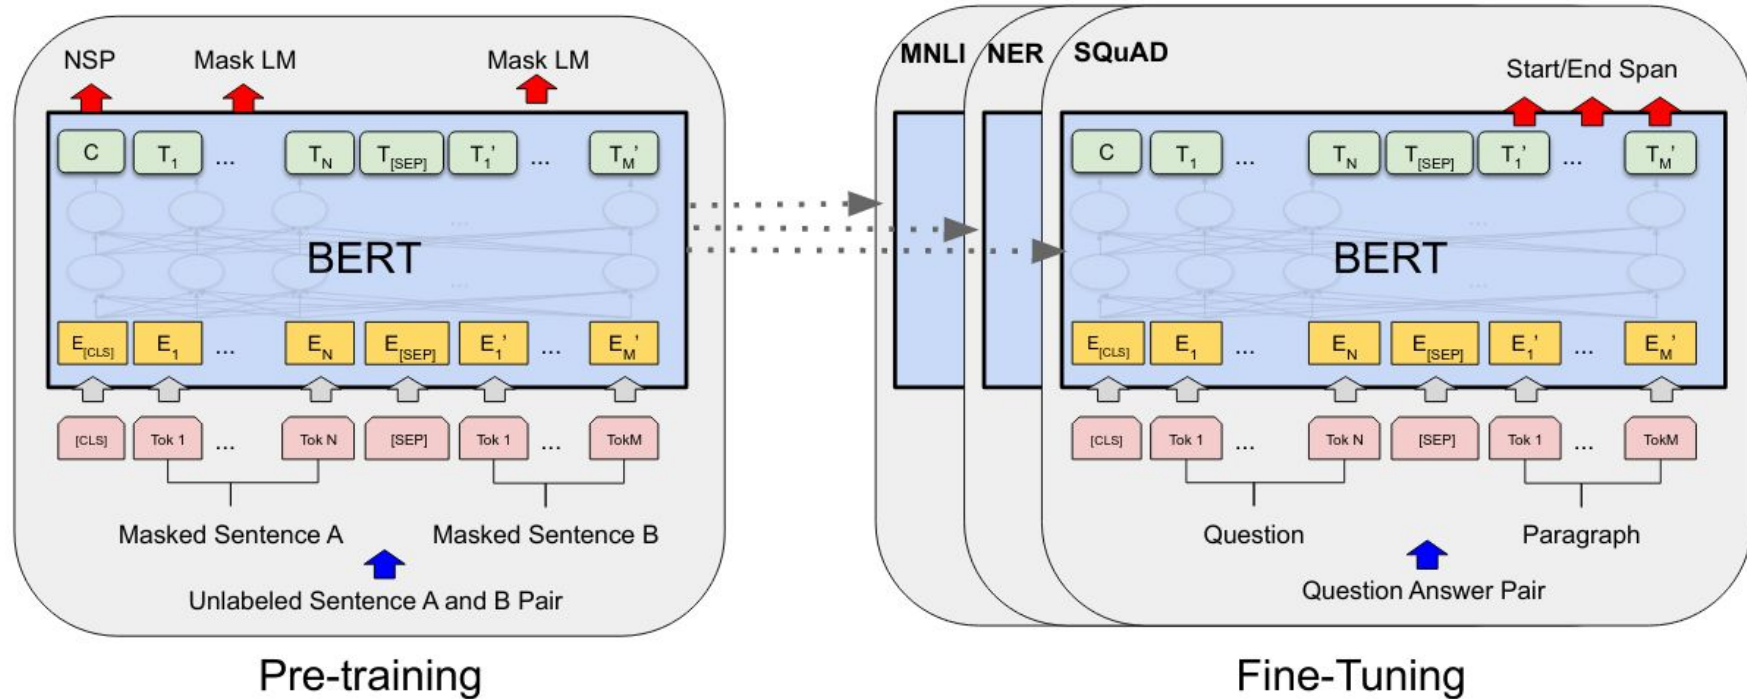 NSP Mask LM Mask LM
C T1 ... TN T[SEP] T1' ... TM'
... 
BERT
...
E[CLS] E1 ... EN E[SEP] E1' ... EM'
[CLS] Tok 1 ... Tok N [SEP] Tok 1 ... TokM
Masked Sentence A Masked Sentence B
Unlabeled Sentence A and B Pair
Pre-training
MNLI NER SQuAD
Start/End Span
C T1 ... TN T[SEP] T1' ... TM'
...
BERT
...
E[CLS] E1 ... EN E[SEP] E1' ... EM'
[CLS] Tok 1 ... Tok N [SEP] Tok 1 ... TokM
Question Paragraph
Question Answer Pair
Fine-Tuning